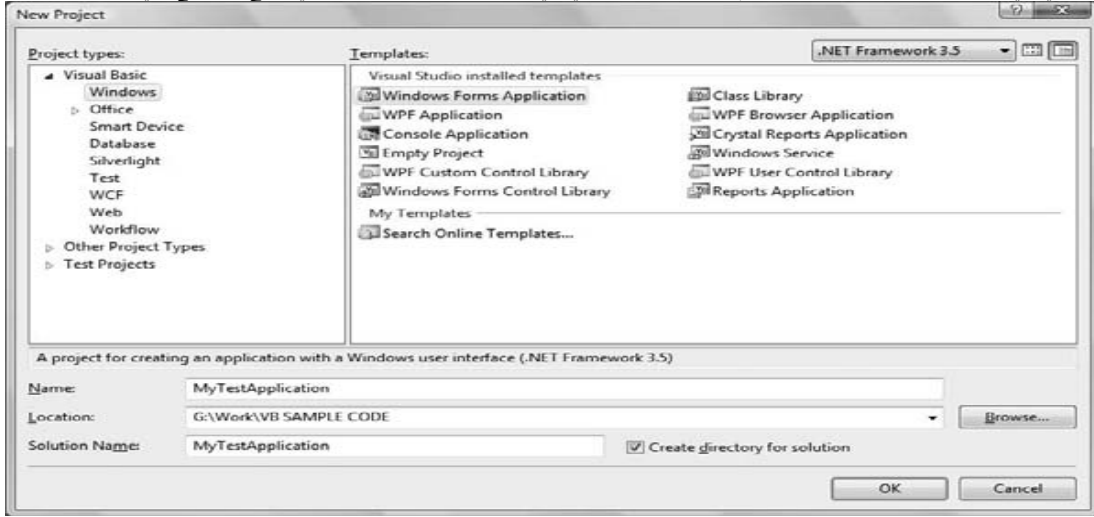 New Project
Project types:
Templates:
.NET Framework 3.5
Visual Basic
Windows
Office
Smart Device
Database
Silverlight
Test
WCF
Web
Workflow
Other Project Types
Test Projects
Visual Studio installed templates
Windows Forms Application
Class Library
WPF Application
WPF Browser Application
Console Application
Crystal Reports Application
Empty Project
Windows Service
WPF Custom Control Library
WPF User Control Library
Windows Forms Control Library
Reports Application
My Templates
Search Online Templates...
A project for creating an application with a Windows user interface (.NET Framework 3.5)
Name:
MyTestApplication
Location:
G:\Work\VB SAMPLE CODE
Browse...
Solution Name:
MyTestApplication
Create directory for solution
OK
Cancel